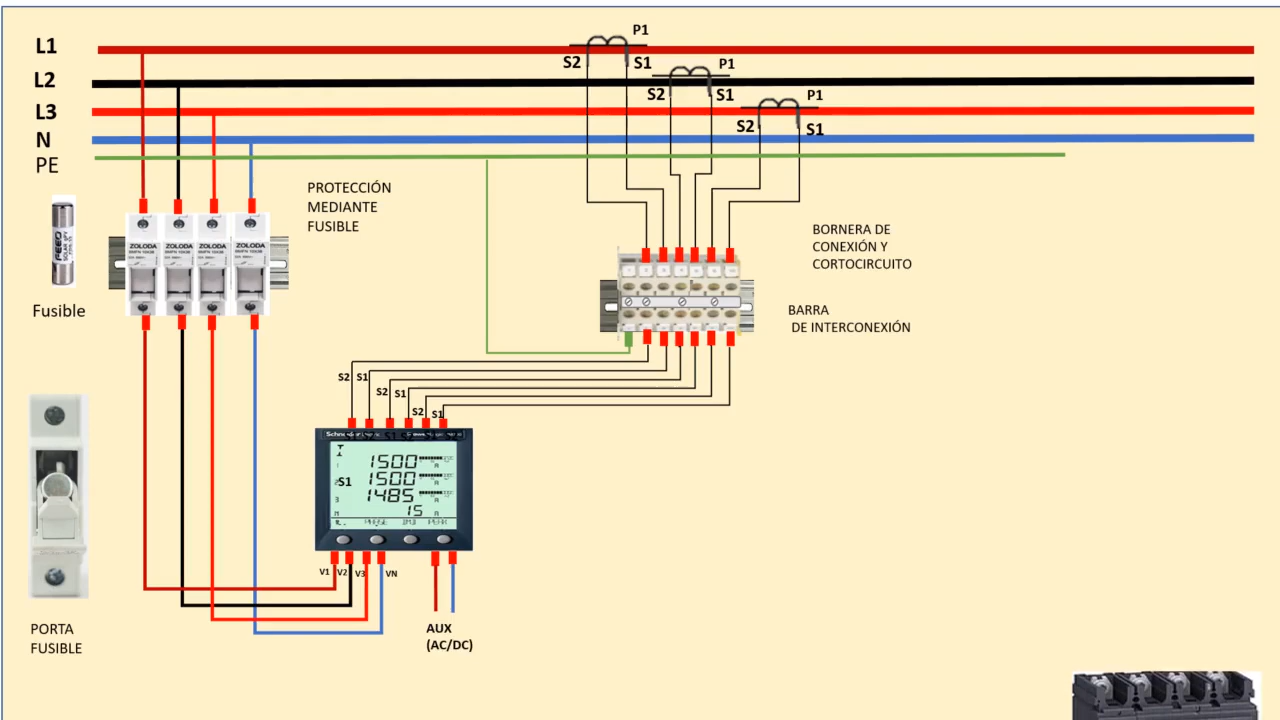 L1
L2
L3
N
PE
P1
S2
S1
P1
S2
S1
P1
S2
S1
PROTECCIÓN
MEDIANTE
FUSIBLE
Fusible
ZOLODA
ZOLODA
ZOLODA
ZOLODA
BORNERA DE
CONEXIÓN Y
CORTOCIRCUITO
BARRA
DE INTERCONEXIÓN
S2
S1
S2
S1
S2
S1
1500
S1
1500
1485
15
PHASE
V1
V2
V3
VN
AUX
(AC/DC)
PORTA
FUSIBLE